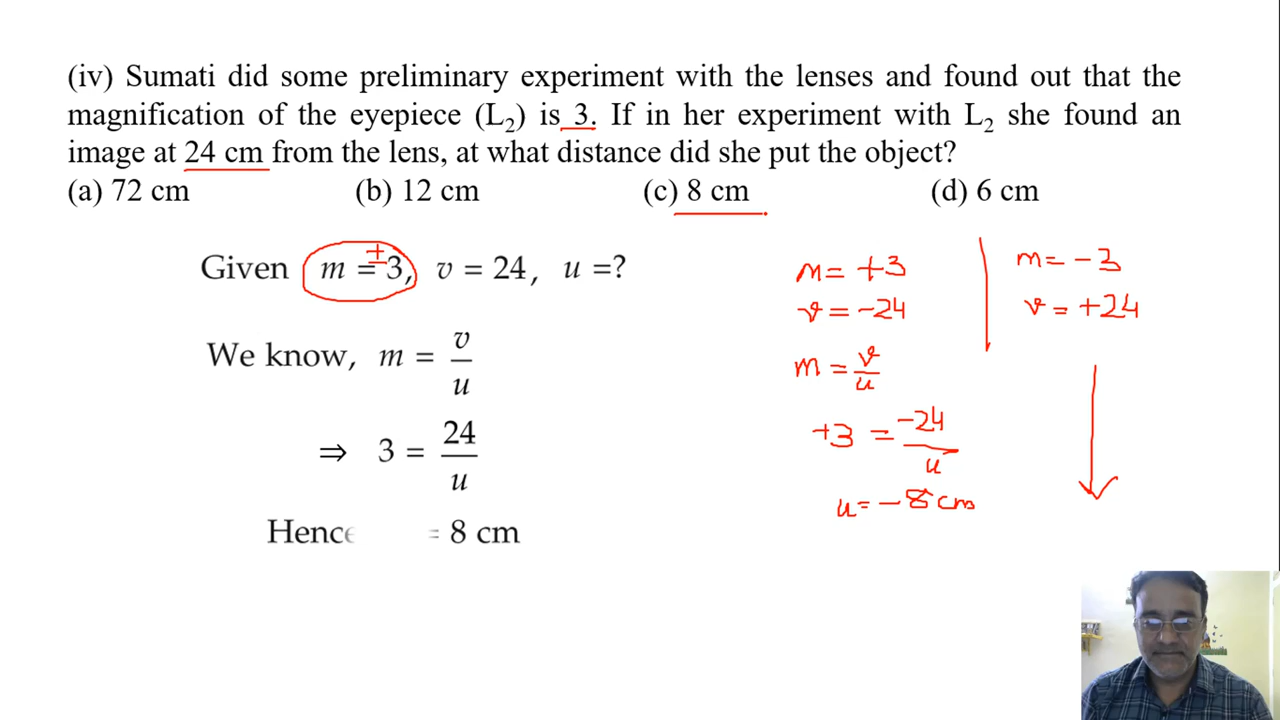 (iv) Sumati did some preliminary experiment with the lenses and found out that the
magnification of the eyepiece (L₂) is 3. If in her experiment with L₂ she found an
image at 24 cm from the lens, at what distance did she put the object?
(a) 72 cm (b) 12 cm (c) 8 cm (d) 6 cm
Given m = ± 3, v = 24, u =?
We know, m = v/u
⇒ 3 = 24/u
Hence = 8 cm
m = +3
v = -24
m = v/u
+3 = -24/u
u = -8 cm
m = -3
v = +24